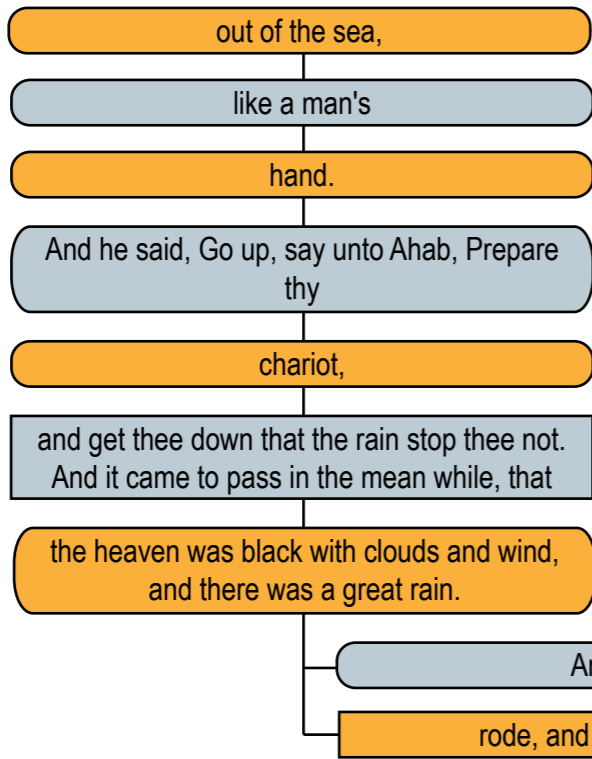 out of the sea,
like a man's
hand.
And he said, Go up, say unto Ahab, Prepare
thy
chariot,
and get thee down that the rain stop thee not.
And it came to pass in the mean while, that
the heaven was black with clouds and wind,
and there was a great rain.
rode, and